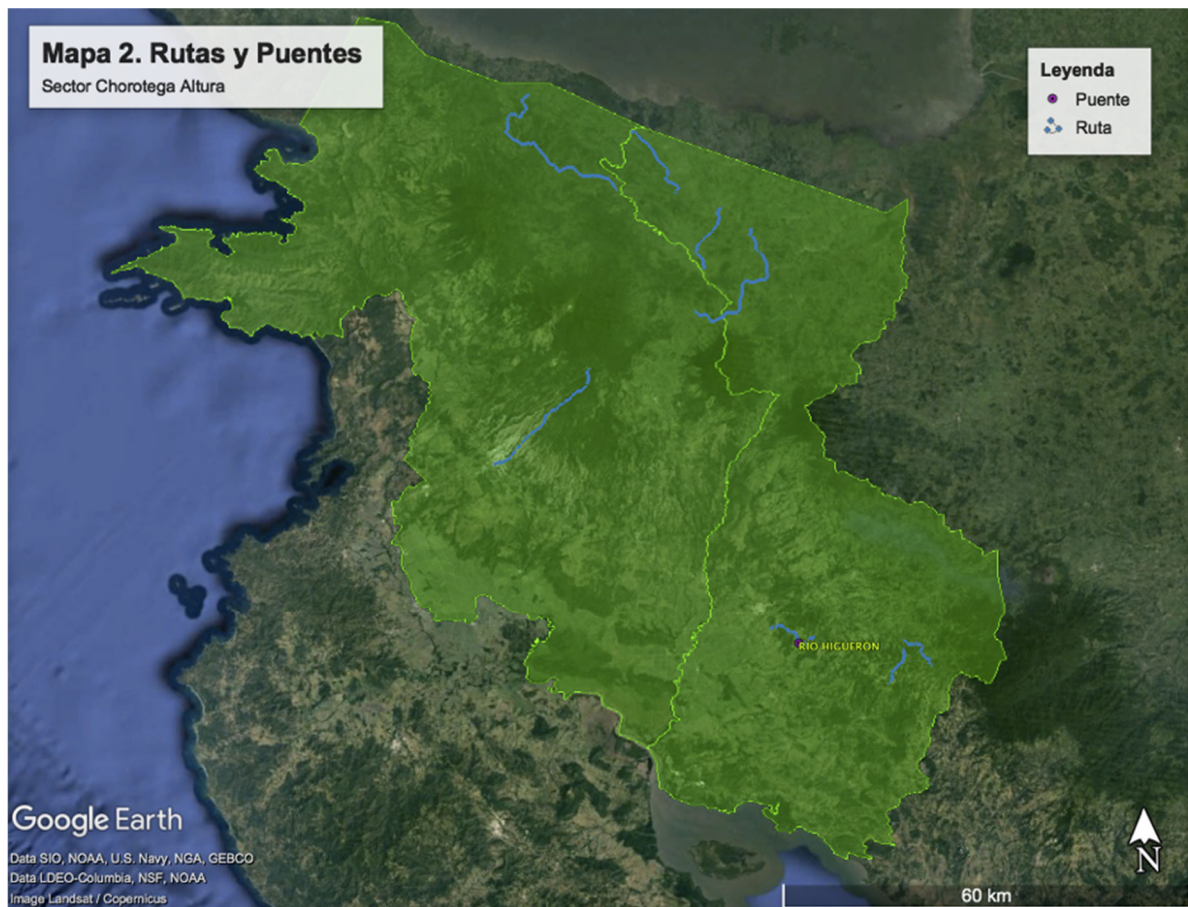 Mapa 2. Rutas y Puentes
Sector Chorotega Altura
Leyenda
Puente
Ruta
RIO HIGUERON
Google Earth
Data SIO, NOAA, U.S. Navy, NGA, GEBCO
Data LDEO-Columbia, NSF, NOAA
Image Landsat / Copernicus
N
60 km